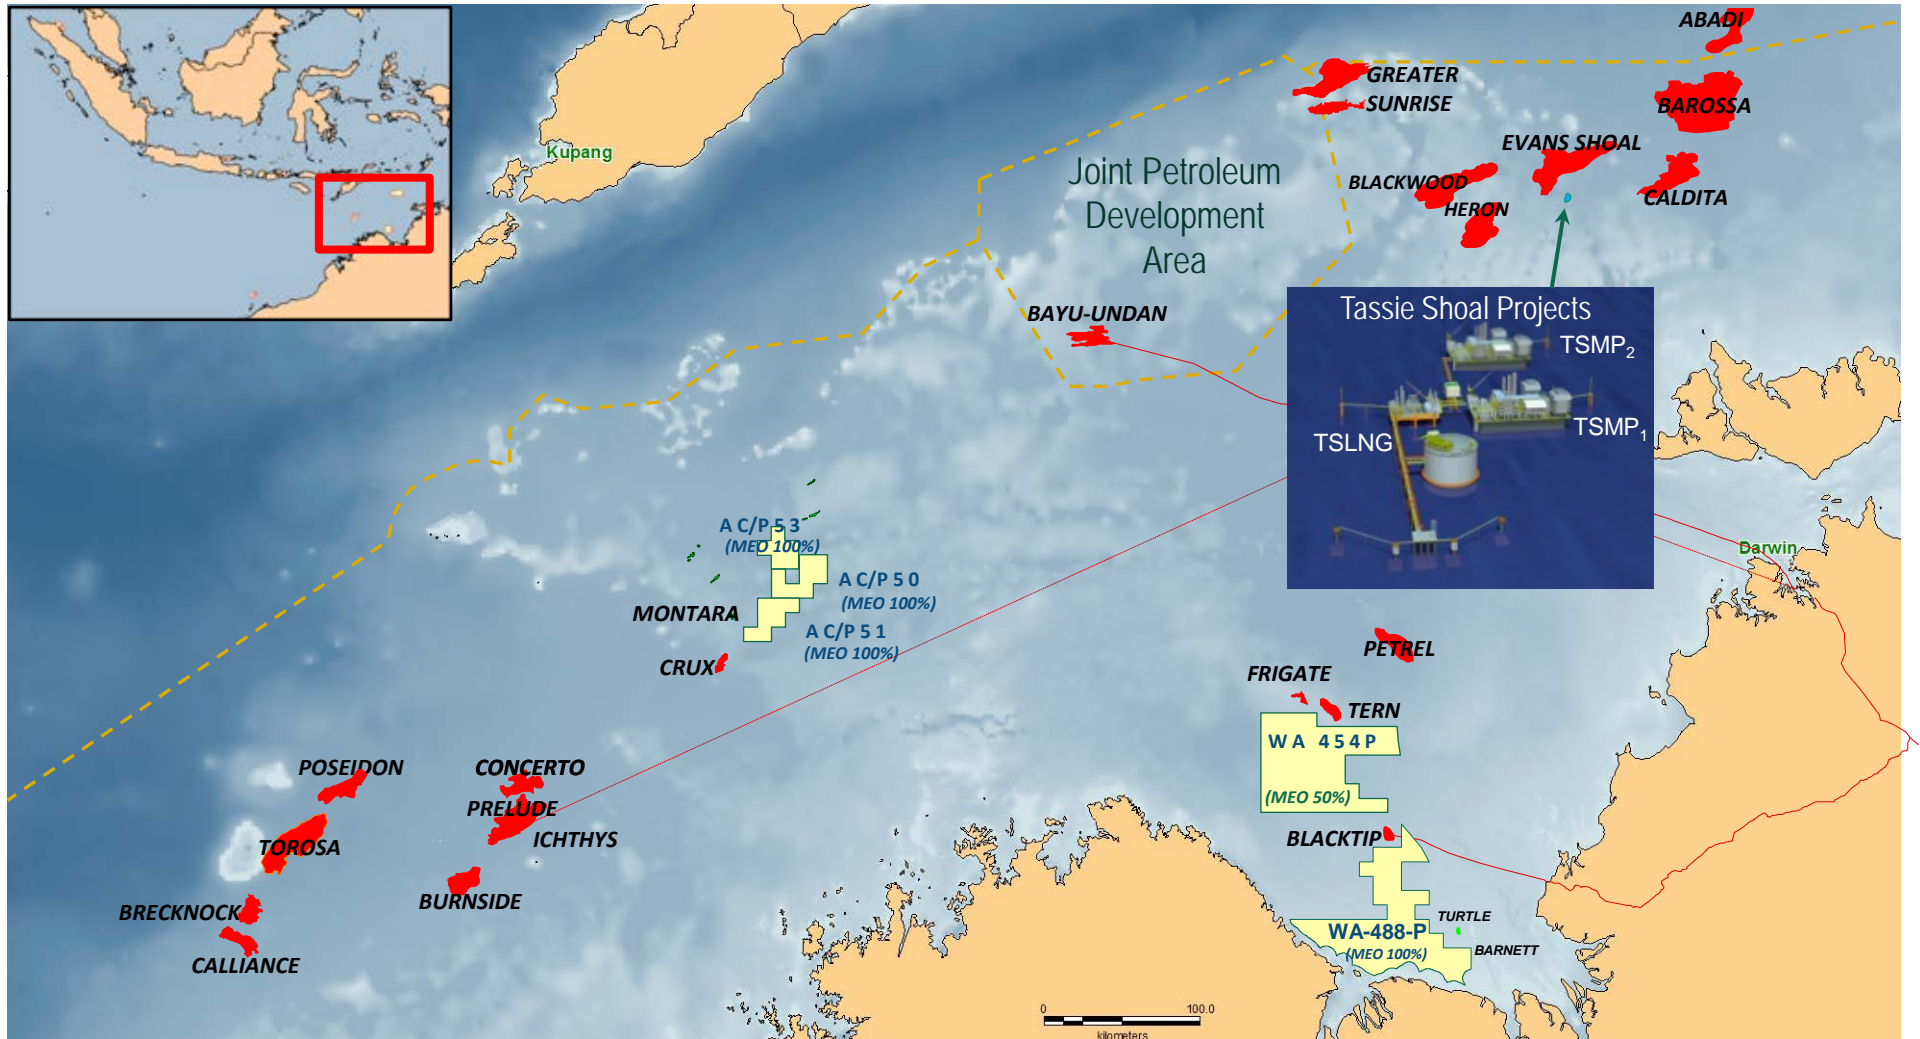 ABADI
GREATER
SUNRISE
BAROSSA
EVANS SHOAL
Kupang
Joint Petroleum
Development
Area
BLACKWOOD
CALDITA
HERON
BAYU-UNDAN
Tassie Shoal Projects
TSMP2
TSMP1
TSLNG
A C/P 5 3
(MEO 100%)
Darwin
A C/P 5 0
(MEO 100%)
MONTARA
A C/P 5 1
(MEO 100%)
CRUX
PETREL
FRIGATE
TERN
W A 4 5 4 P
(MEO 50%)
POSEIDON
CONCERTO
PRELUDE
ICHTHYS
TOROSA
BLACKTIP
BURNSIDE
BRECKNOCK
CALLIANCE
TURTLE
WA-488-P
(MEO 100%)
BARNETT
0 100.0
kilometers